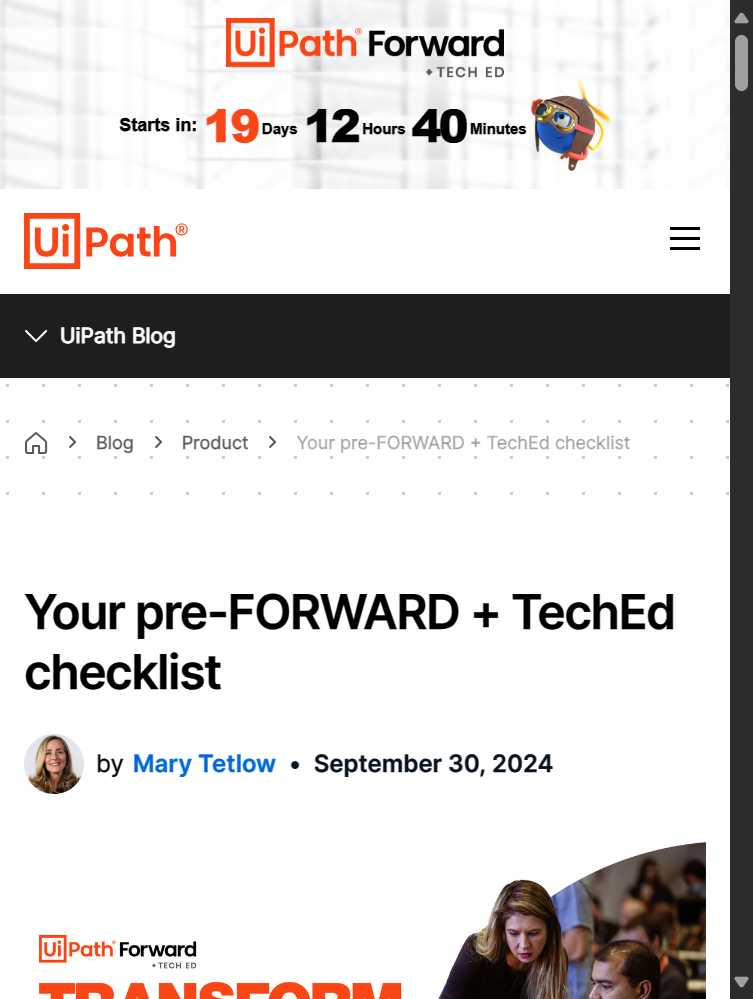 UiPath® Forward
+ TECH ED
Starts in: 19 Days 12 Hours 40 Minutes
UiPath®
UiPath Blog
Blog > Product > Your pre-FORWARD + TechEd checklist
Your pre-FORWARD + TechEd
checklist
by Mary Tetlow • September 30, 2024
UiPath® Forward
+ TECH ED
TRANSFORM